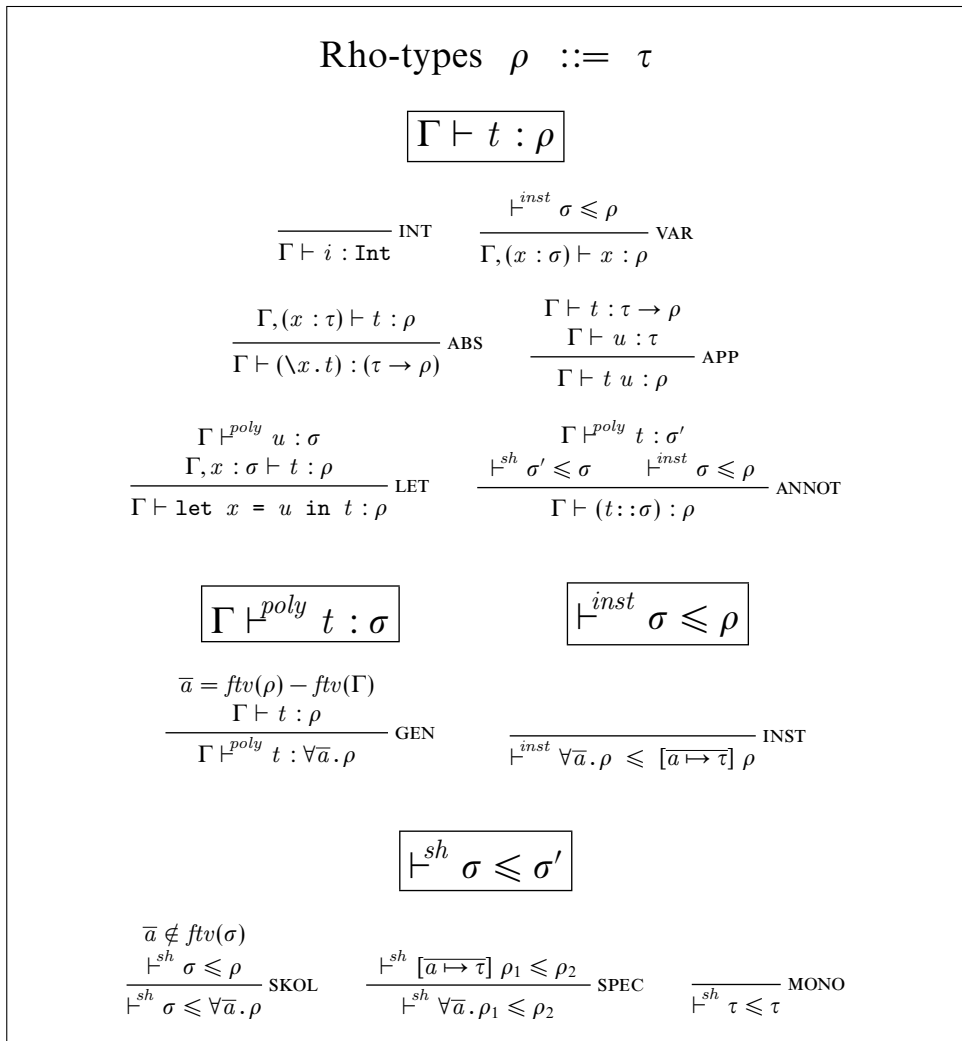 Rho-types ρ ::= τ
Γ ⊢ t : ρ
⊢^inst σ ⩽ ρ
Γ ⊢ i : Int INT Γ, (x : σ) ⊢ x : ρ VAR
Γ, (x : τ) ⊢ t : ρ
Γ ⊢ (\x . t) : (τ → ρ) ABS
Γ ⊢ t : τ → ρ
Γ ⊢ u : τ
Γ ⊢ t u : ρ APP
Γ ⊢^poly u : σ
Γ, x : σ ⊢ t : ρ
Γ ⊢ let x = u in t : ρ LET
Γ ⊢^poly t : σ′
⊢^sh σ′ ⩽ σ ⊢^inst σ ⩽ ρ
Γ ⊢ (t::σ) : ρ ANNOT
Γ ⊢^poly t : σ
⊢^inst σ ⩽ ρ
a̅ = ftv(ρ) − ftv(Γ)
Γ ⊢ t : ρ
Γ ⊢^poly t : ∀a̅ . ρ GEN
⊢^inst ∀a̅ . ρ ⩽ [a̅ ↦̅ τ̅] ρ INST
⊢^sh σ ⩽ σ′
a̅ ∉ ftv(σ)
⊢^sh σ ⩽ ρ
⊢^sh σ ⩽ ∀a̅ . ρ SKOL
⊢^sh [a̅ ↦̅ τ̅] ρ₁ ⩽ ρ₂
⊢^sh ∀a̅ . ρ₁ ⩽ ρ₂ SPEC
⊢^sh τ ⩽ τ MONO